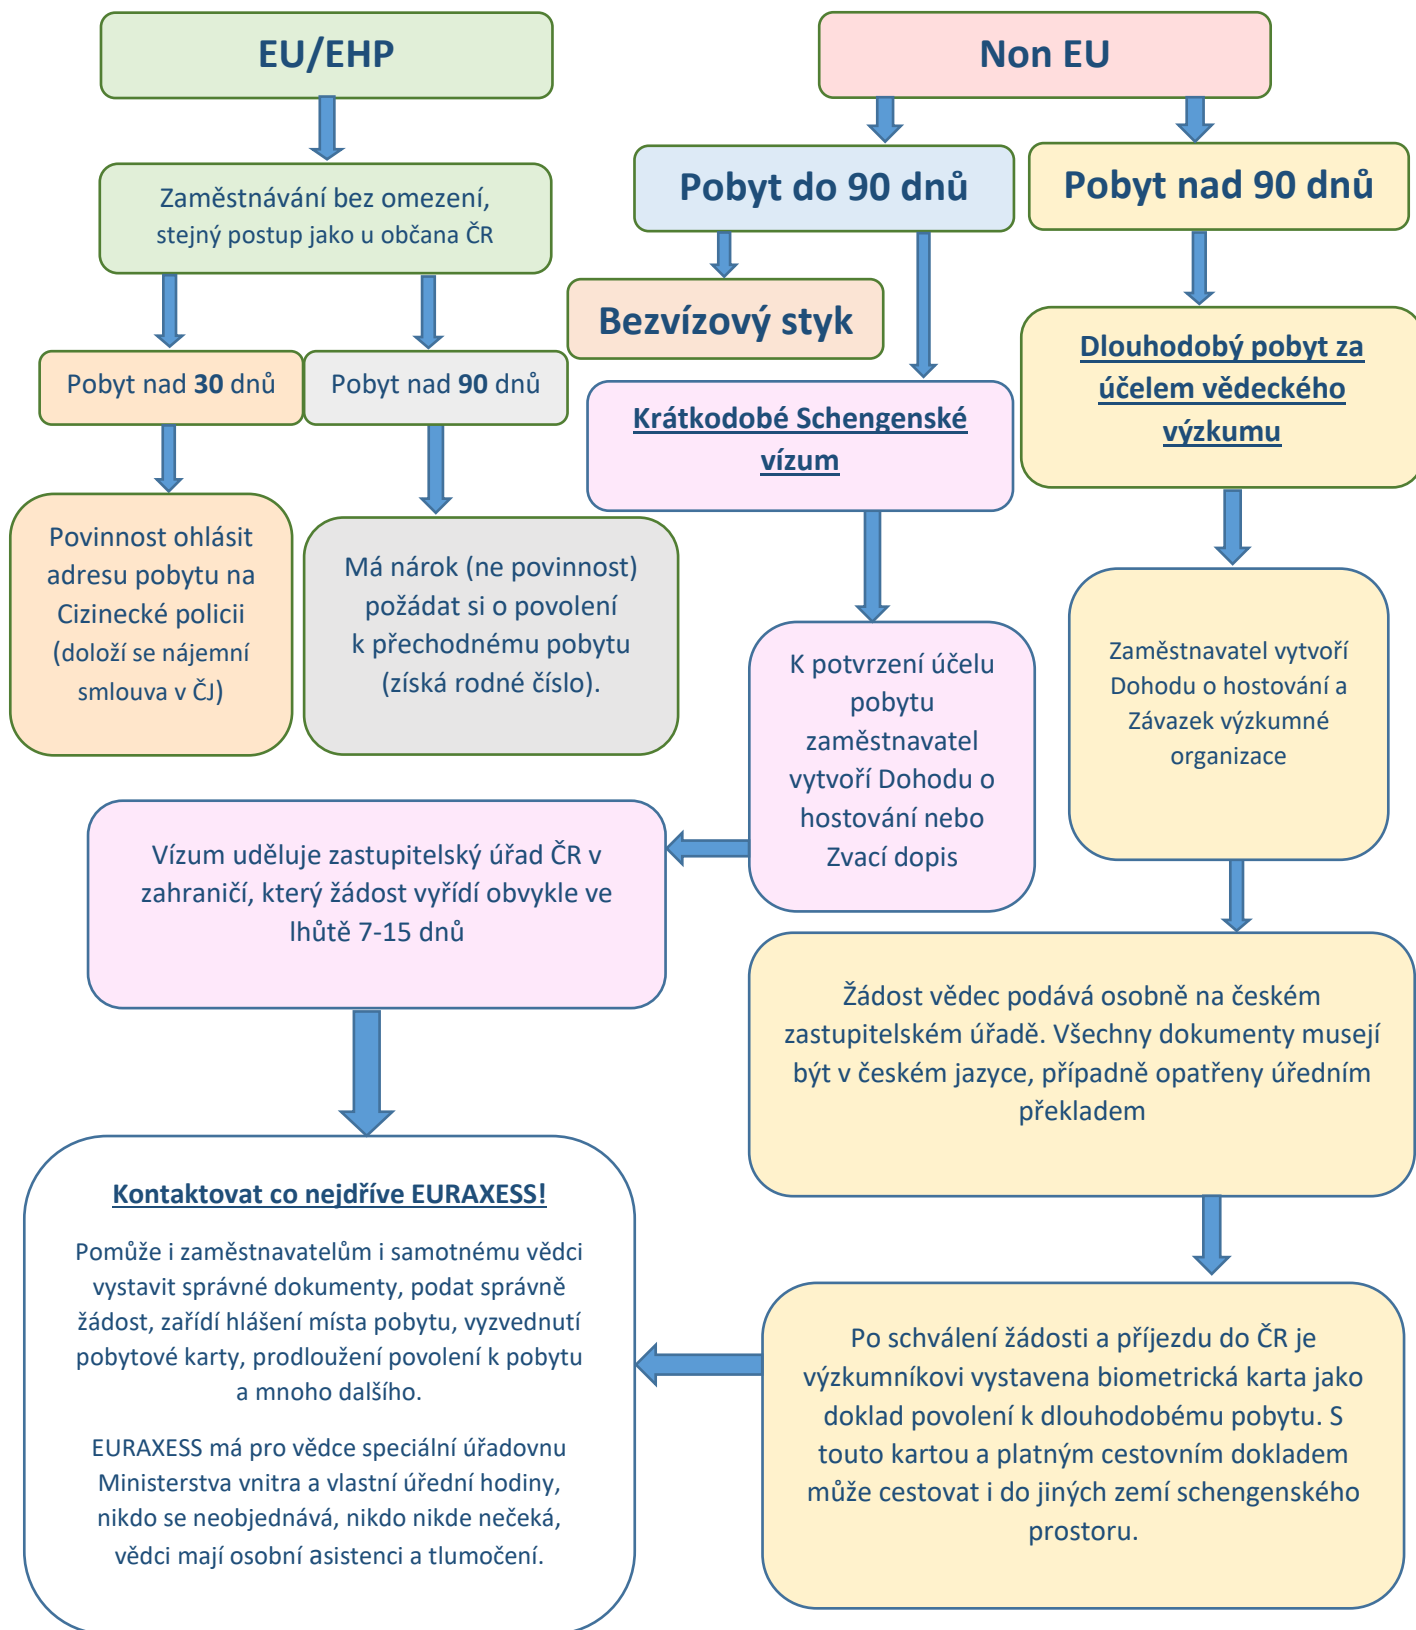 EU/EHP
Non EU
Zaměstnávání bez omezení,
stejný postup jako u občana ČR
Pobyt do 90 dnů
Pobyt nad 90 dnů
Bezvízový styk
Pobyt nad 30 dnů
Pobyt nad 90 dnů
Krátkodobé Schengenské
vízum
Dlouhodobý pobyt za
účelem vědeckého
výzkumu
Povinnost ohlásit
adresu pobytu na
Cizinecké policii
(doloží se nájemní
smlouva v ČJ)
Má nárok (ne povinnost)
požádat si o povolení
k přechodnému pobytu
(získá rodné číslo).
K potvrzení účelu
pobytu
zaměstnavatel
vytvoří Dohodu o
hostování nebo
Zvací dopis
Zaměstnavatel vytvoří
Dohodu o hostování a
Závazek výzkumné
organizace
Vízum uděluje zastupitelský úřad ČR v
zahraničí, který žádost vyřídí obvykle ve
lhůtě 7-15 dnů
Žádost vědec podává osobně na českém
zastupitelském úřadě. Všechny dokumenty musejí
být v českém jazyce, případně opatřeny úředním
překladem
Kontaktovat co nejdříve EURAXESS!
Pomůže i zaměstnavatelům i samotnému vědci
vystavit správné dokumenty, podat správně
žádost, zařídí hlášení místa pobytu, vyzvednutí
pobytové karty, prodloužení povolení k pobytu
a mnoho dalšího.
EURAXESS má pro vědce speciální úřadovnu
Ministerstva vnitra a vlastní úřední hodiny,
nikdo se neobjednává, nikdo nikde nečeká,
vědci mají osobní asistenci a tlumočení.
Po schválení žádosti a příjezdu do ČR je
výzkumníkovi vystavena biometrická karta jako
doklad povolení k dlouhodobému pobytu. S
touto kartou a platným cestovním dokladem
může cestovat i do jiných zemí schengenského
prostoru.